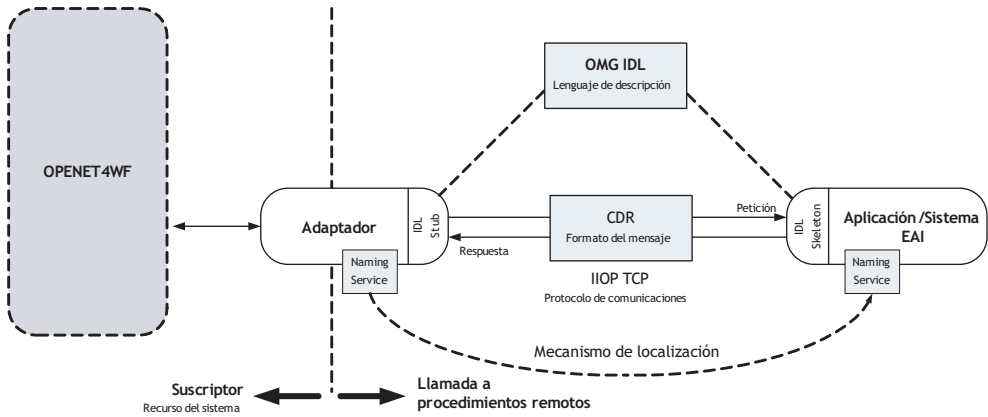 OMG IDL
Lenguaje de descripción
OPENET4WF
Adaptador
IDL
Stub
Naming
Service
CDR
Formato del mensaje
Petición
Respuesta
IIOP TCP
Protocolo de comunicaciones
IDL
Skeleton
Aplicación/Sistema
EAI
Naming
Service
Mecanismo de localización
Suscriptor
Recurso del sistema
Llamada a
procedimientos remotos